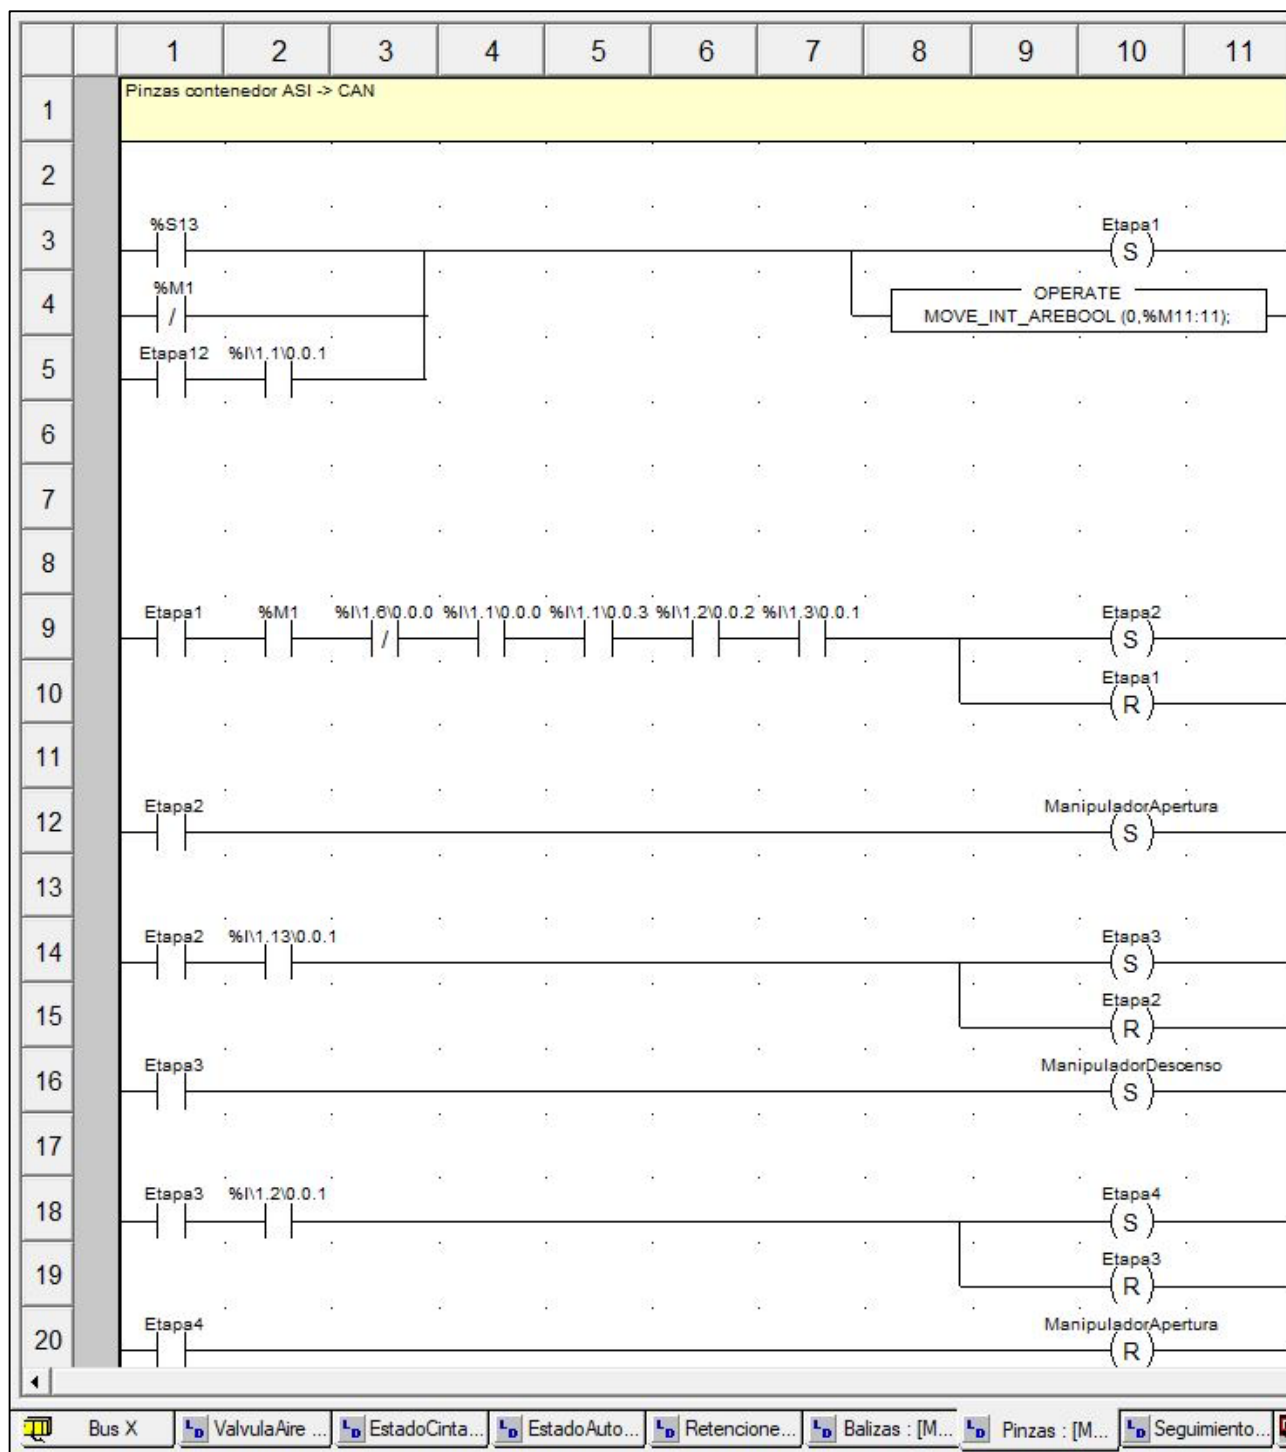 1 2 3 4 5 6 7 8 9 10 11
1 Pinzas contenedor ASI -> CAN
2
%S13 Etapa1
3 (S)
%M1 OPERATE
4 / MOVE_INT_AREBOOL (0,%M11:11);
Etapa12 %I\1.1\0.0.1
5
6
7
8
Etapa1 %M1 %I\1.6\0.0.0 %I\1.1\0.0.0 %I\1.1\0.0.3 %I\1.2\0.0.2 %I\1.3\0.0.1 Etapa2
9 / (S)
Etapa1
10 (R)
11
Etapa2 ManipuladorApertura
12 (S)
13
Etapa2 %I\1.13\0.0.1 Etapa3
14 (S)
Etapa2
15 (R)
Etapa3 ManipuladorDescenso
16 (S)
17
Etapa3 %I\1.2\0.0.1 Etapa4
18 (S)
Etapa3
19 (R)
Etapa4 ManipuladorApertura
20 (R)
Bus X ValvulaAire ... EstadoCinta... EstadoAuto... Retencione... Balizas : [M... Pinzas : [M... Seguimiento...